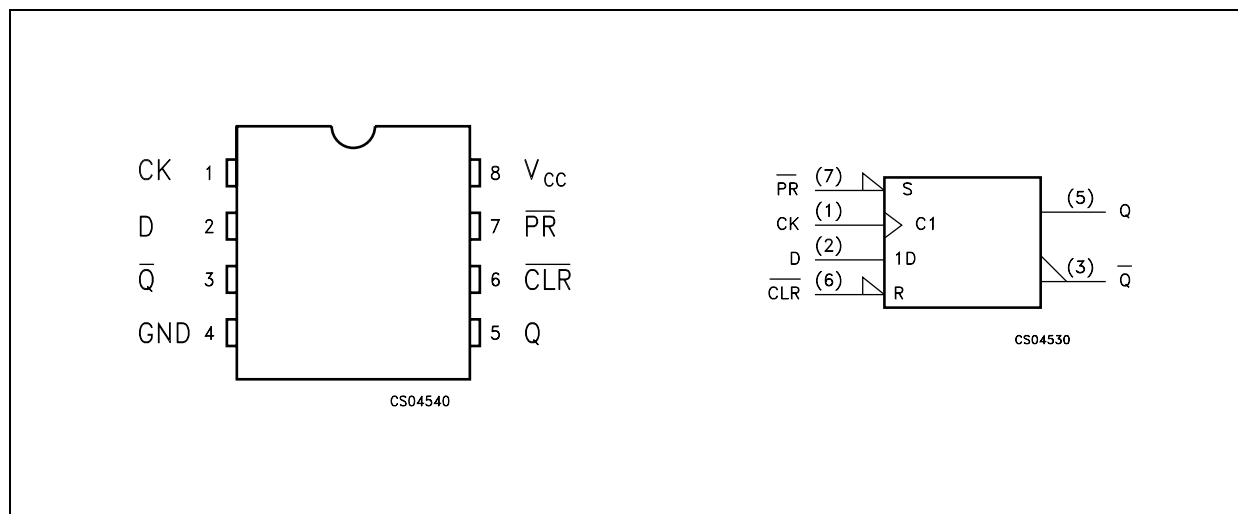 CK 1 8 V_CC
D 2 7 P̅R̅
Q̅ 3 6 C̅L̅R̅
GND 4 5 Q
CS04540
P̅R̅ (7) S
(5) Q
CK (1) C1
D (2) 1D
(3) Q̅
C̅L̅R̅ (6) R
CS04530